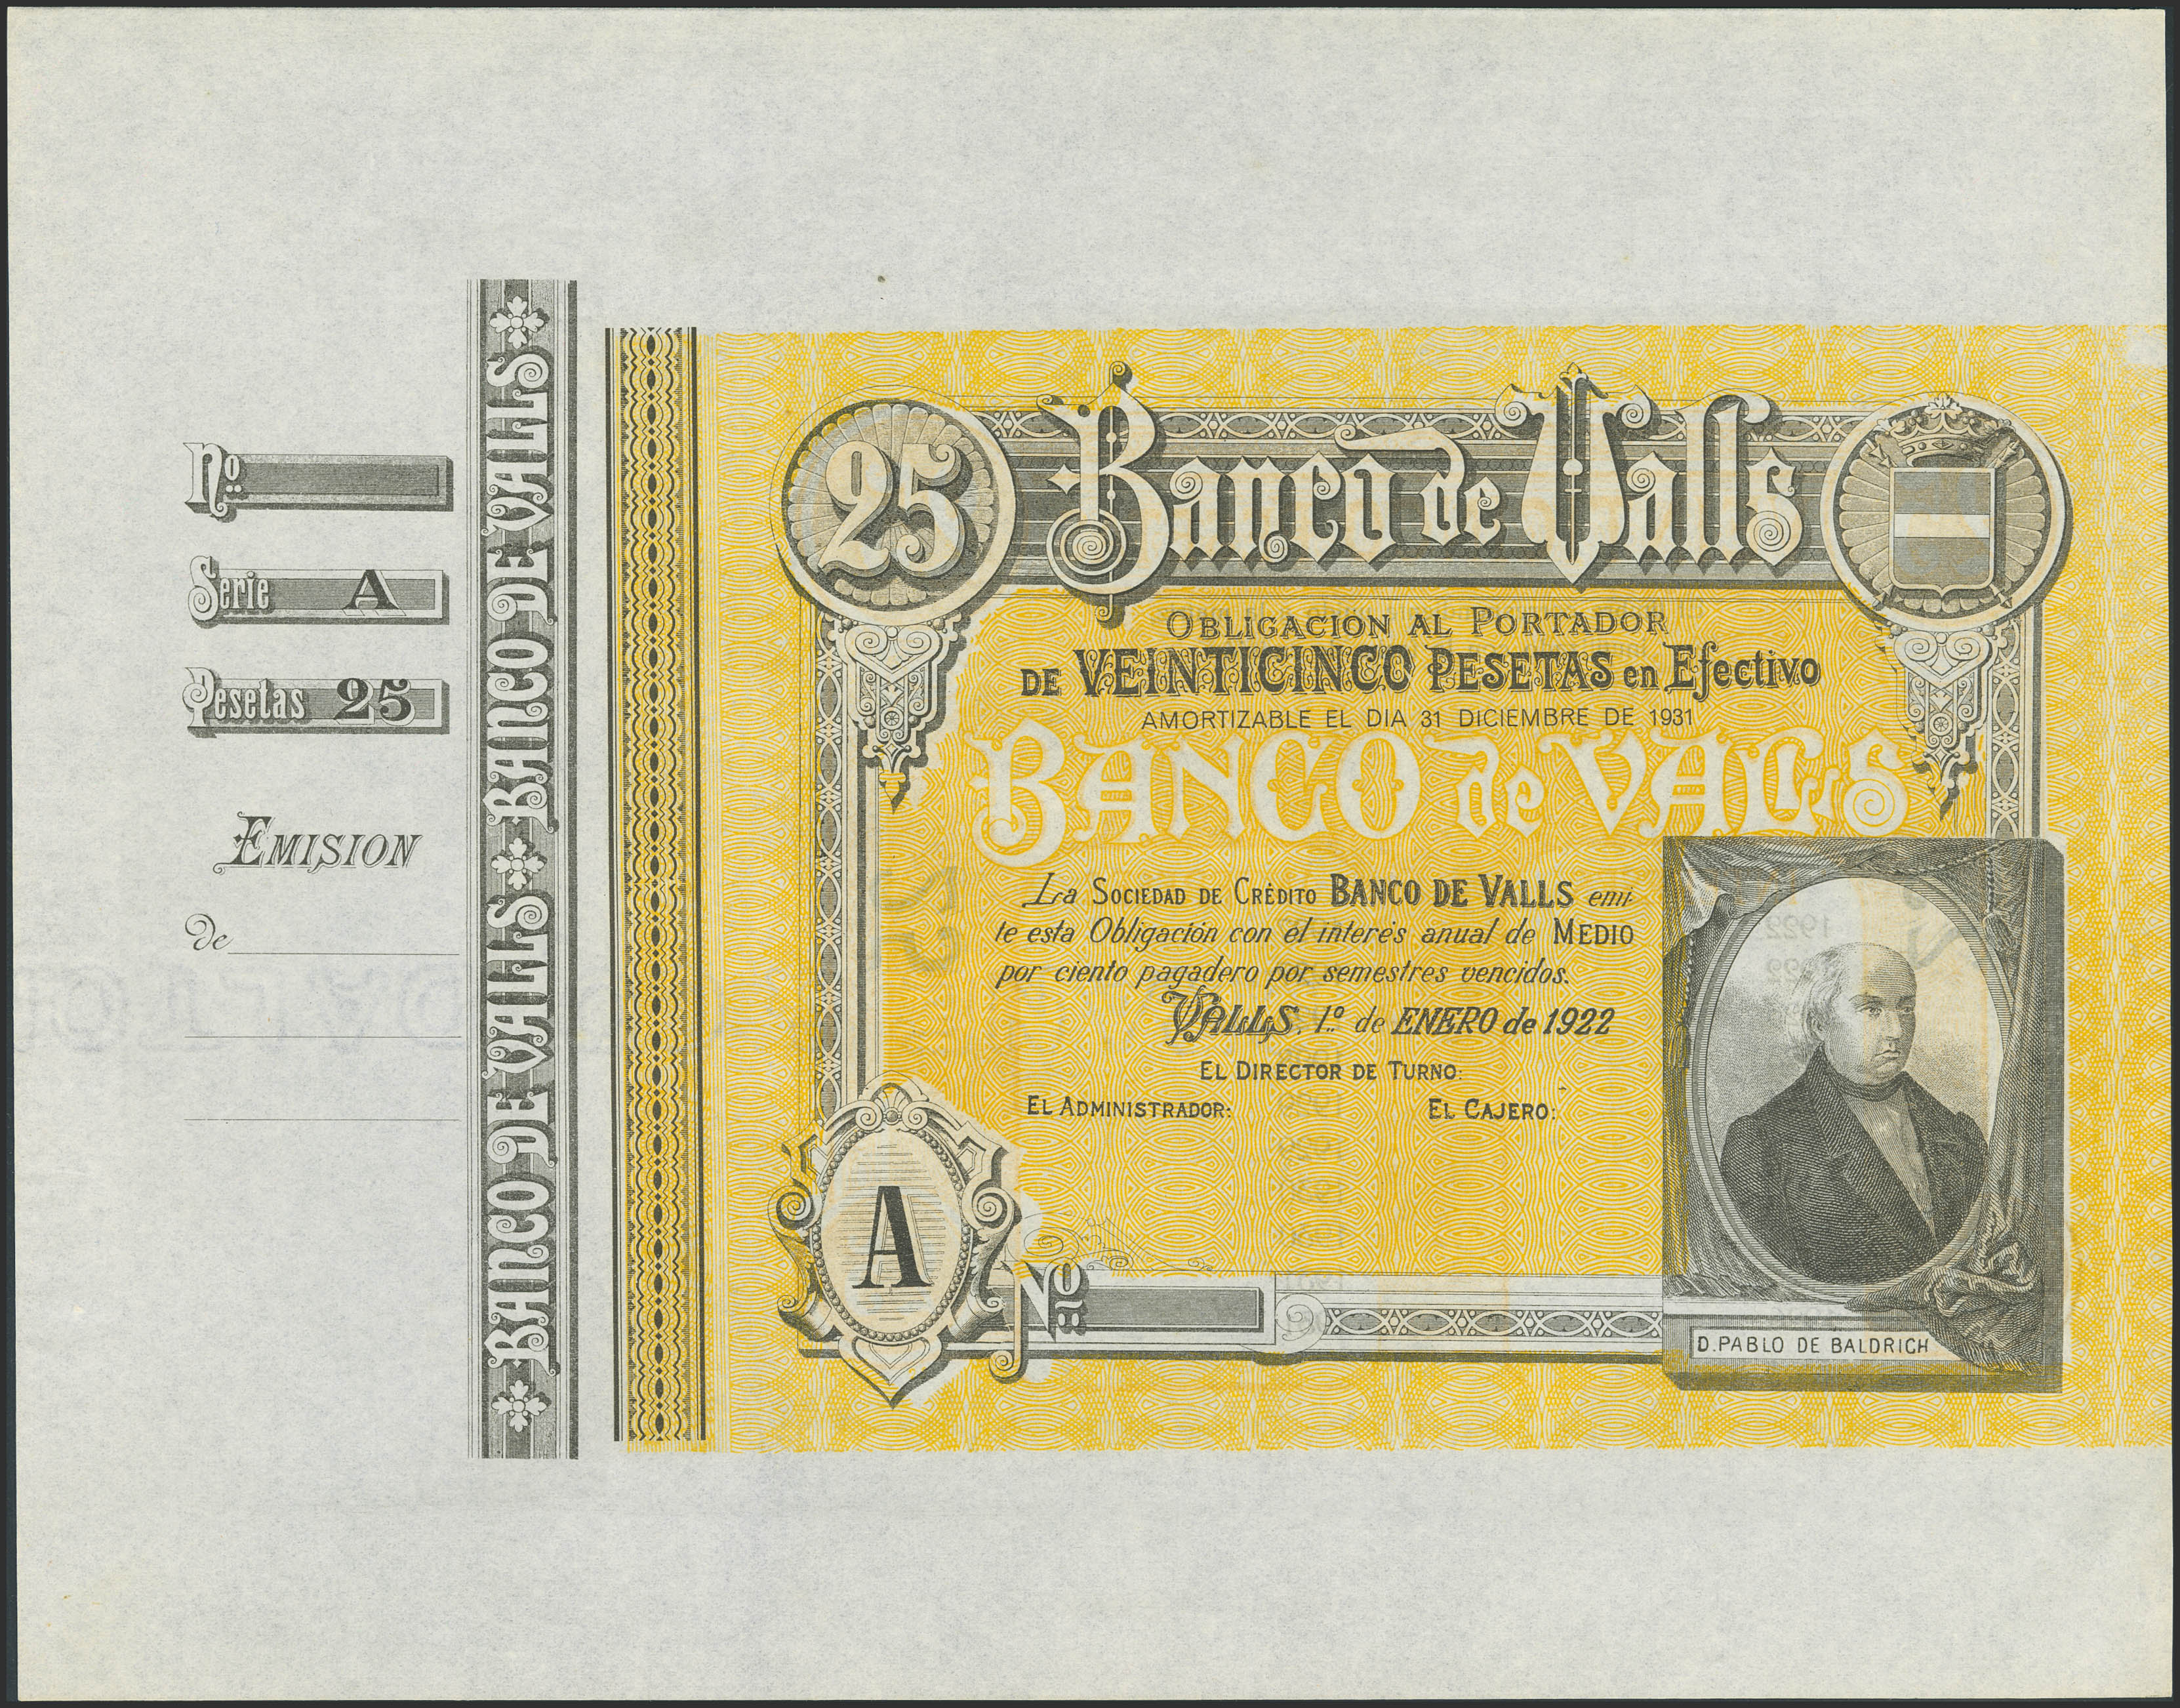 Nº
Serie A
Pesetas 25
EMISION
de
BANCO DE VALLS BANCO DE VALLS
25
Banco de Valls
OBLIGACION AL PORTADOR
DE VEINTICINCO PESETAS en Efectivo
AMORTIZABLE EL DIA 31 DICIEMBRE DE 1931
BANCO de VALLS
La SOCIEDAD DE CRÉDITO BANCO DE VALLS emi-
te esta Obligación con el interés anual de MEDIO
por ciento pagadero por semestres vencidos.
VALLS, 1º de ENERO de 1922
EL DIRECTOR DE TURNO:
EL ADMINISTRADOR: EL CAJERO:
A
Nº
D. PABLO DE BALDRICH